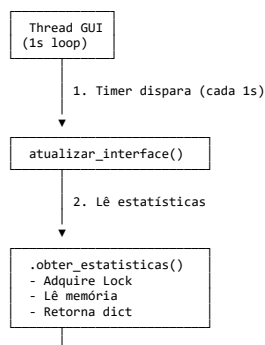 Thread GUI
(1s loop)
1. Timer dispara (cada 1s)
atualizar_interface()
2. Lê estatísticas
.obter_estatisticas()
- Adquire Lock
- Lê memória
- Retorna dict